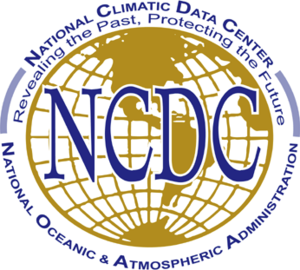 NATIONAL CLIMATIC DATA CENTER
Revealing the Past, Protecting the Future
NCDC
NATIONAL OCEANIC & ATMOSPHERIC ADMINISTRATION